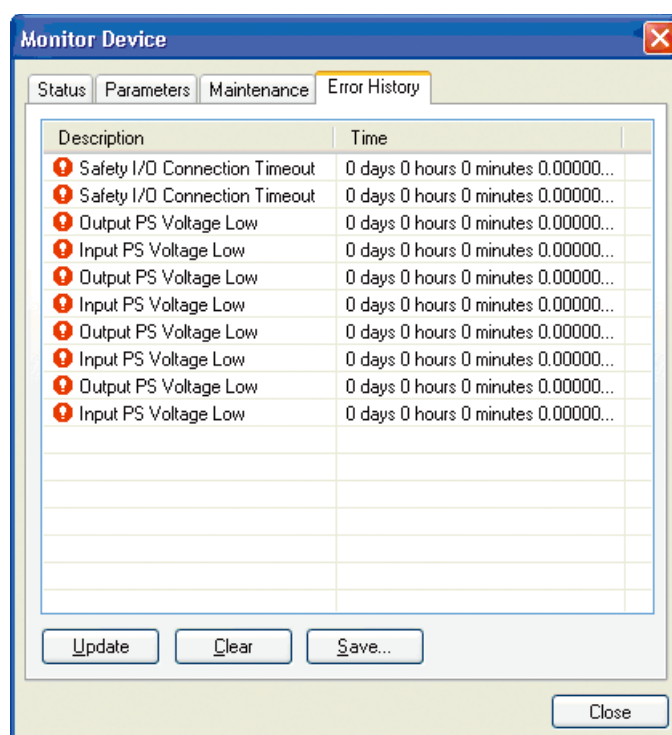 Monitor Device
Status Parameters Maintenance Error History
Description Time
Safety I/O Connection Timeout 0 days 0 hours 0 minutes 0.00000...
Safety I/O Connection Timeout 0 days 0 hours 0 minutes 0.00000...
Output PS Voltage Low 0 days 0 hours 0 minutes 0.00000...
Input PS Voltage Low 0 days 0 hours 0 minutes 0.00000...
Output PS Voltage Low 0 days 0 hours 0 minutes 0.00000...
Input PS Voltage Low 0 days 0 hours 0 minutes 0.00000...
Output PS Voltage Low 0 days 0 hours 0 minutes 0.00000...
Input PS Voltage Low 0 days 0 hours 0 minutes 0.00000...
Output PS Voltage Low 0 days 0 hours 0 minutes 0.00000...
Input PS Voltage Low 0 days 0 hours 0 minutes 0.00000...
Update Clear Save...
Close